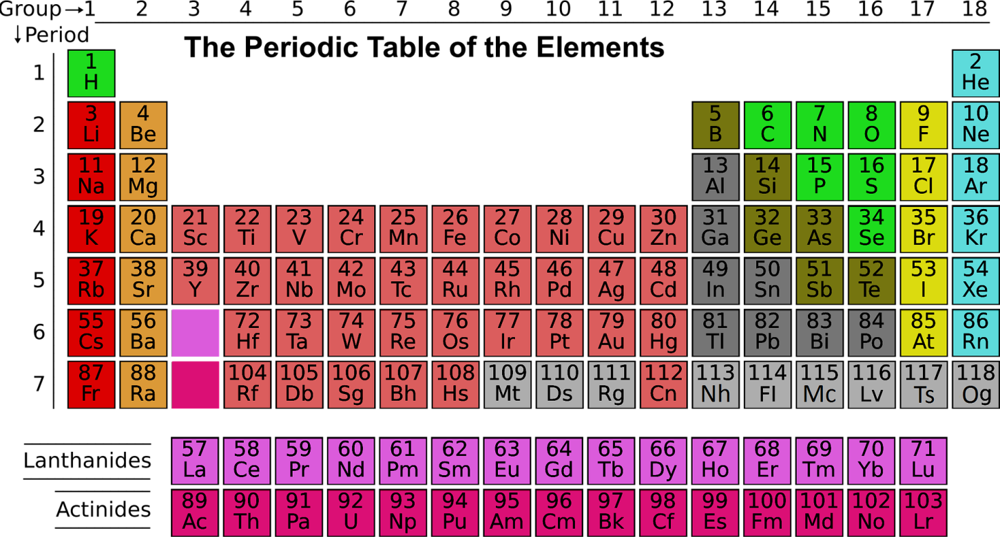 Group→1 2 3 4 5 6 7 8 9 10 11 12 13 14 15 16 17 18
↓Period
The Periodic Table of the Elements
1 2
1 H He
3 4 5 6 7 8 9 10
2 Li Be B C N O F Ne
11 12 13 14 15 16 17 18
3 Na Mg Al Si P S Cl Ar
19 20 21 22 23 24 25 26 27 28 29 30 31 32 33 34 35 36
4 K Ca Sc Ti V Cr Mn Fe Co Ni Cu Zn Ga Ge As Se Br Kr
37 38 39 40 41 42 43 44 45 46 47 48 49 50 51 52 53 54
5 Rb Sr Y Zr Nb Mo Tc Ru Rh Pd Ag Cd In Sn Sb Te I Xe
55 56 72 73 74 75 76 77 78 79 80 81 82 83 84 85 86
6 Cs Ba Hf Ta W Re Os Ir Pt Au Hg Tl Pb Bi Po At Rn
87 88 104 105 106 107 108 109 110 111 112 113 114 115 116 117 118
7 Fr Ra Rf Db Sg Bh Hs Mt Ds Rg Cn Nh Fl Mc Lv Ts Og
57 58 59 60 61 62 63 64 65 66 67 68 69 70 71
Lanthanides La Ce Pr Nd Pm Sm Eu Gd Tb Dy Ho Er Tm Yb Lu
89 90 91 92 93 94 95 96 97 98 99 100 101 102 103
Actinides Ac Th Pa U Np Pu Am Cm Bk Cf Es Fm Md No Lr